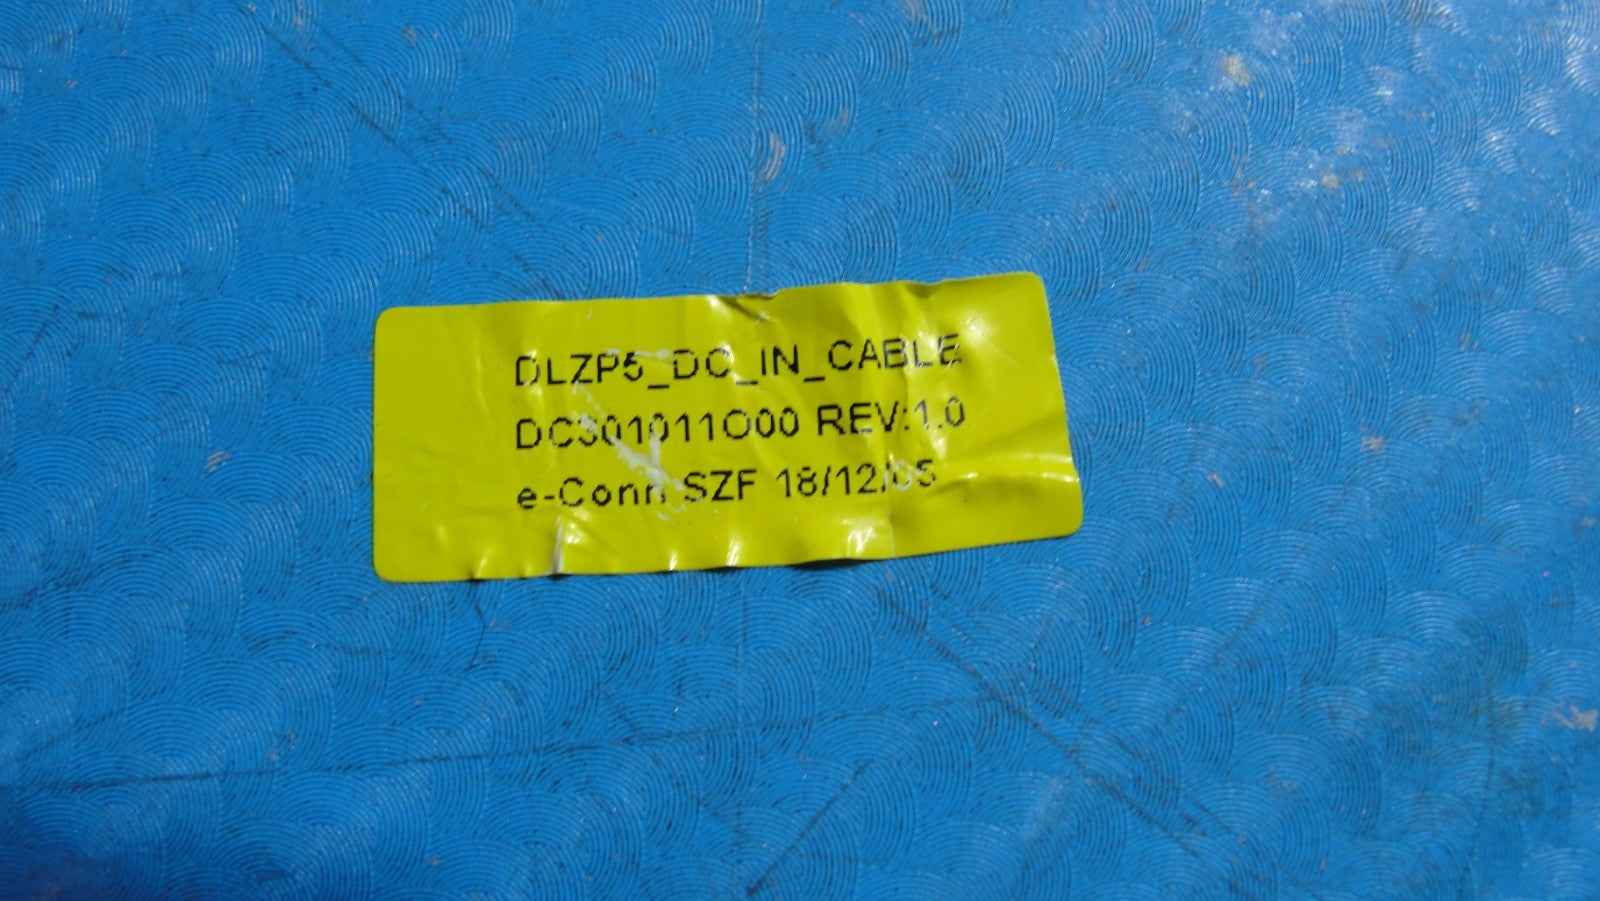 DLZP5_DC_IN_CABLE
DC301011O00 REV:1.0
e-Conn SZF 18/12/05